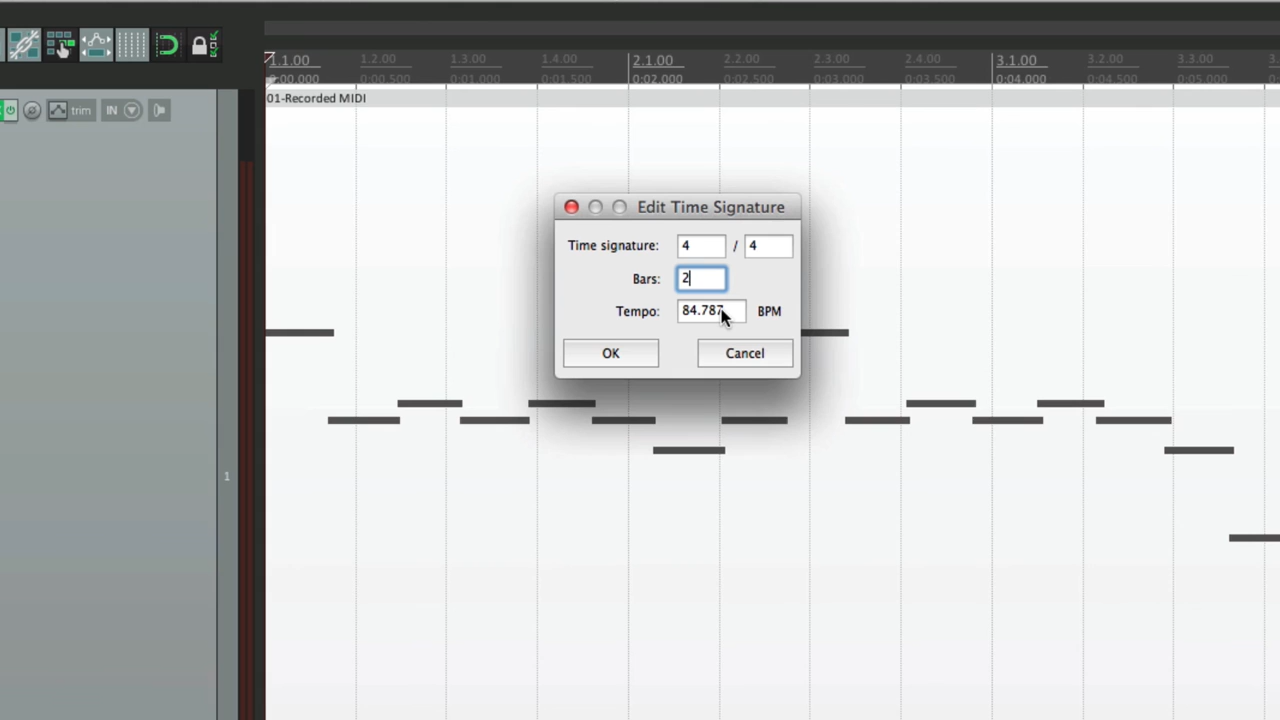 1.1.00 1.2.00 1.3.00 1.4.00 2.1.00 2.2.00 2.3.00 2.4.00 3.1.00 3.2.00 3.3.00
0:00.000 0:00.500 0:01.000 0:01.500 0:02.000 0:02.500 0:03.000 0:03.500 0:04.000 0:04.500 0:05.000
01-Recorded MIDI
trim IN
Edit Time Signature
Time signature: 4 / 4
Bars: 2
Tempo: 84.787 BPM
OK Cancel
1